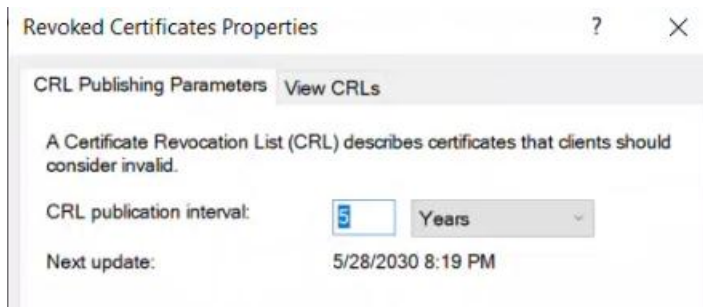 Revoked Certificates Properties ? ×
CRL Publishing Parameters View CRLs
A Certificate Revocation List (CRL) describes certificates that clients should
consider invalid.
CRL publication interval: 5 Years
Next update: 5/28/2030 8:19 PM